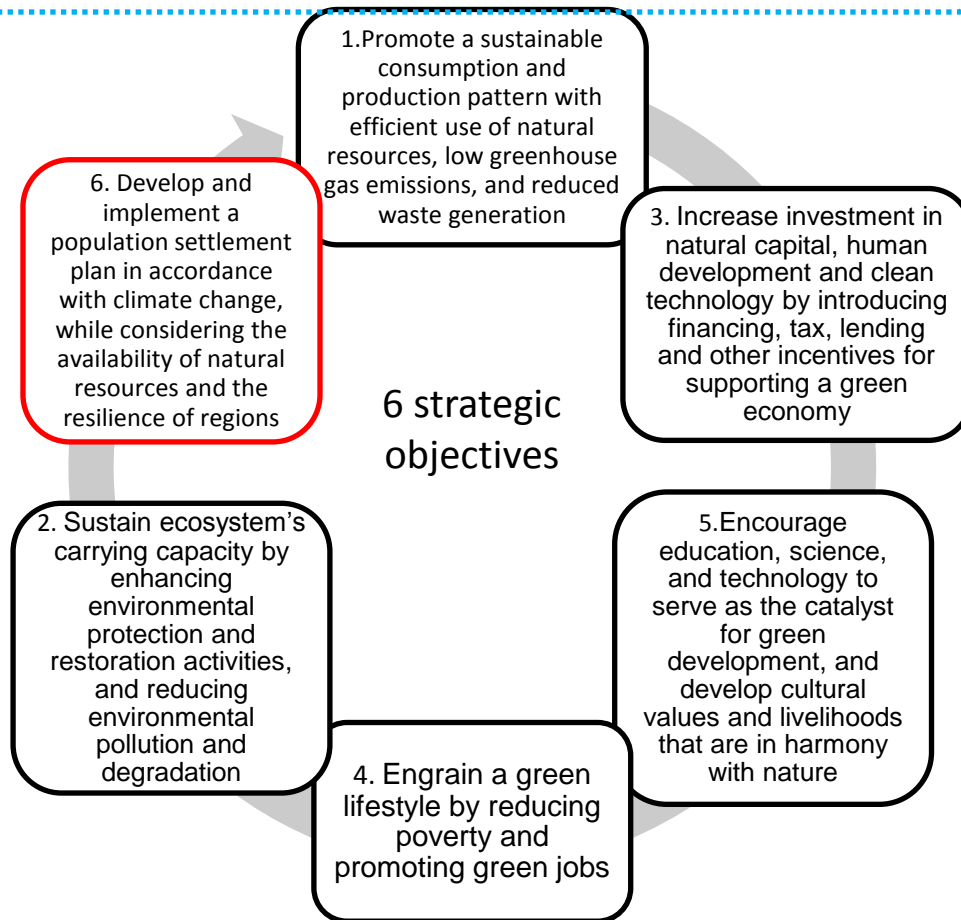 1.Promote a sustainable
consumption and
production pattern with
efficient use of natural
resources, low greenhouse
gas emissions, and reduced
waste generation
6. Develop and
implement a
population settlement
plan in accordance
with climate change,
while considering the
availability of natural
resources and the
resilience of regions
3. Increase investment in
natural capital, human
development and clean
technology by introducing
financing, tax, lending
and other incentives for
supporting a green
economy
6 strategic
objectives
2. Sustain ecosystem’s
carrying capacity by
enhancing
environmental
protection and
restoration activities,
and reducing
environmental
pollution and
degradation
5.Encourage
education, science,
and technology to
serve as the catalyst
for green
development, and
develop cultural
values and livelihoods
that are in harmony
with nature
4. Engrain a green
lifestyle by reducing
poverty and
promoting green jobs